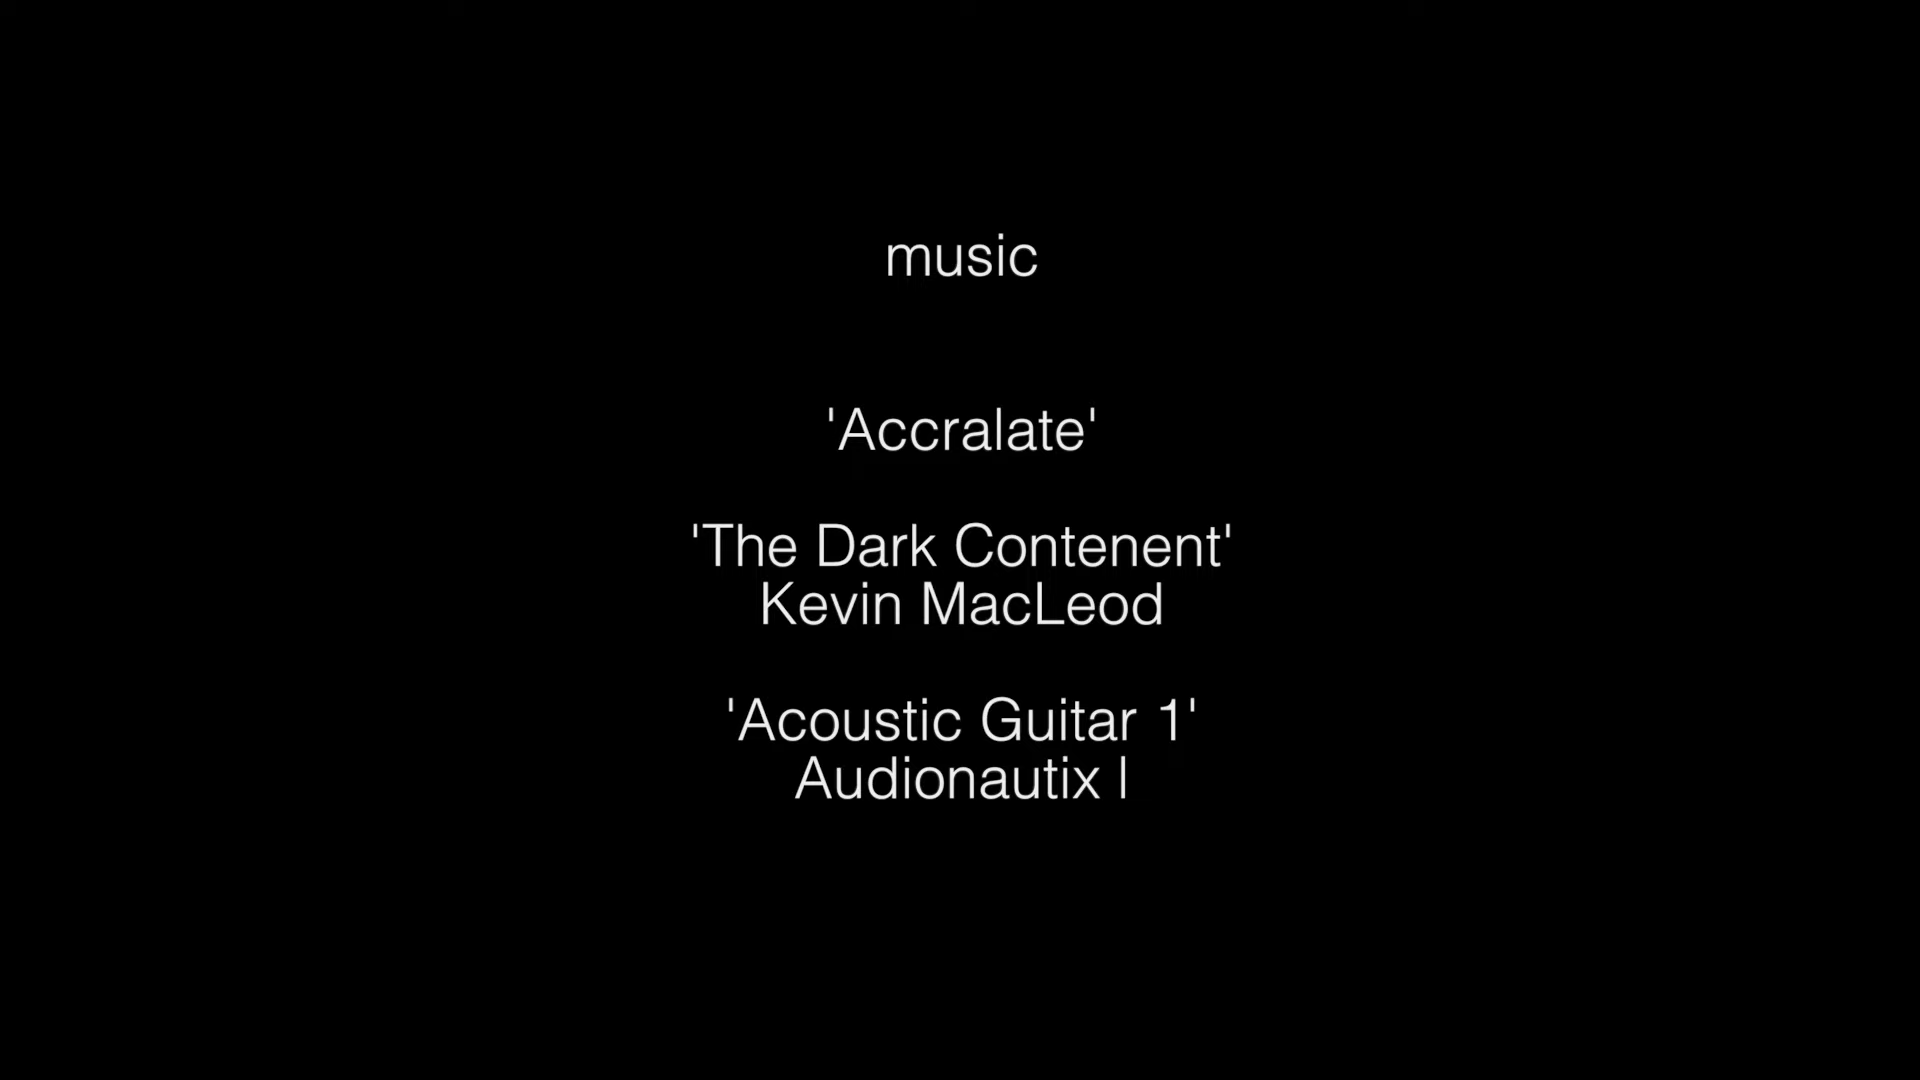 music
'Accralate'
'The Dark Contenent'
Kevin MacLeod
'Acoustic Guitar 1'
Audionautix |